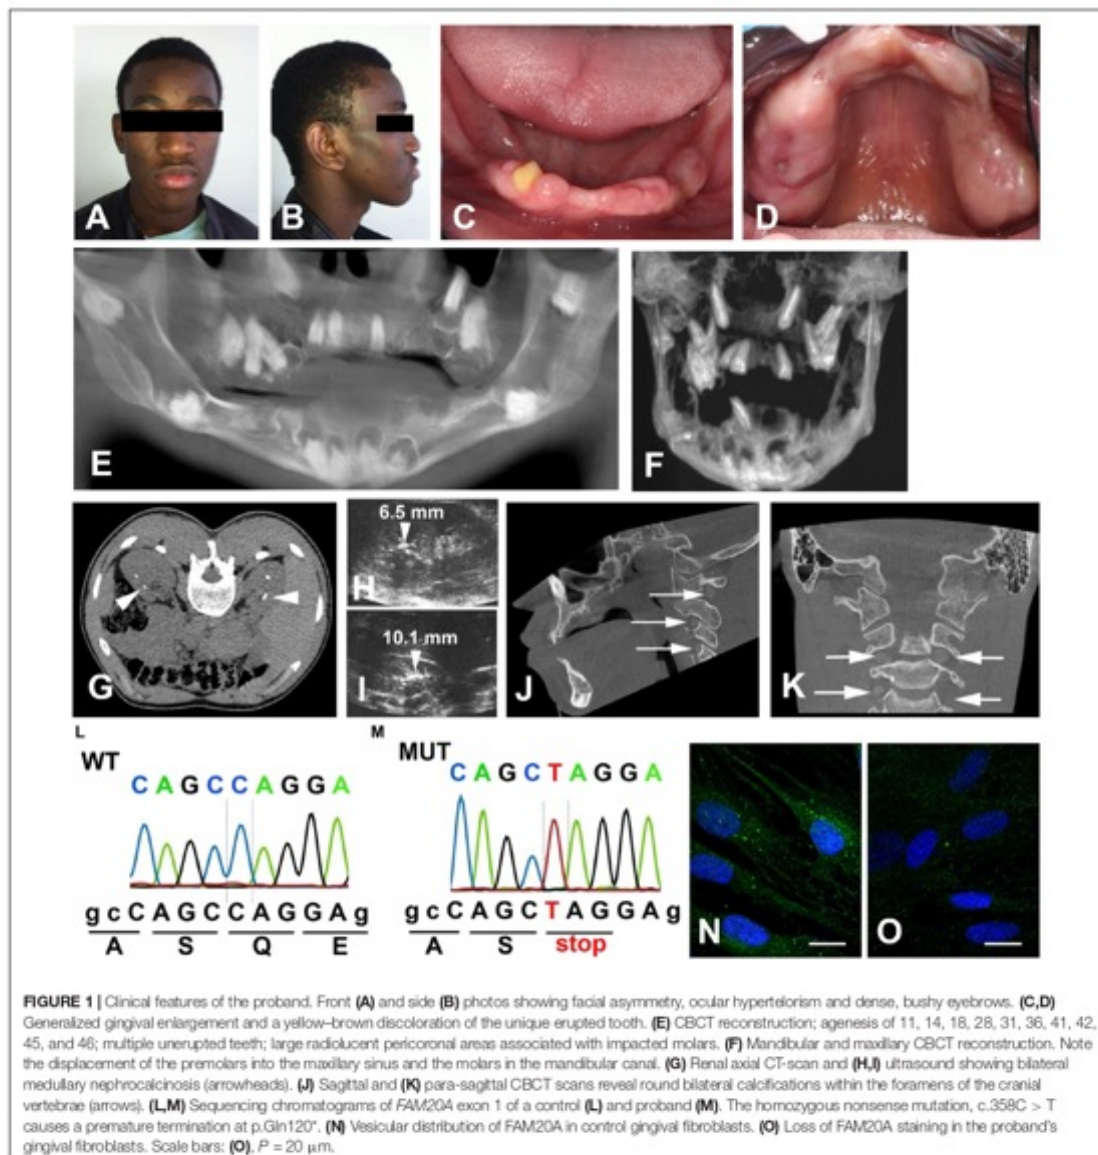 A
B
C
D
E
F
G
6.5 mm
H
10.1 mm
I
J
K
L
M
WT
MUT
C A G C C A G G A
C A G C T A G G A
g c C A G C C A G G A g
g c C A G C T A G G A g
A S Q E
A S stop
N
O
FIGURE 1 | Clinical features of the proband. Front (A) and side (B) photos showing facial asymmetry, ocular hypertelorism and dense, bushy eyebrows. (C,D)
Generalized gingival enlargement and a yellow–brown discoloration of the unique erupted tooth. (E) CBCT reconstruction; agenesis of 11, 14, 18, 28, 31, 36, 41, 42,
45, and 46; multiple unerupted teeth; large radiolucent pericoronal areas associated with impacted molars. (F) Mandibular and maxillary CBCT reconstruction. Note
the displacement of the premolars into the maxillary sinus and the molars in the mandibular canal. (G) Renal axial CT-scan and (H,I) ultrasound showing bilateral
medullary nephrocalcinosis (arrowheads). (J) Sagittal and (K) para-sagittal CBCT scans reveal round bilateral calcifications within the foramens of the cranial
vertebrae (arrows). (L,M) Sequencing chromatograms of FAM20A exon 1 of a control (L) and proband (M). The homozygous nonsense mutation, c.358C > T
causes a premature termination at p.Gln120*. (N) Vesicular distribution of FAM20A in control gingival fibroblasts. (O) Loss of FAM20A staining in the proband's
gingival fibroblasts. Scale bars: (O), P = 20 μm.